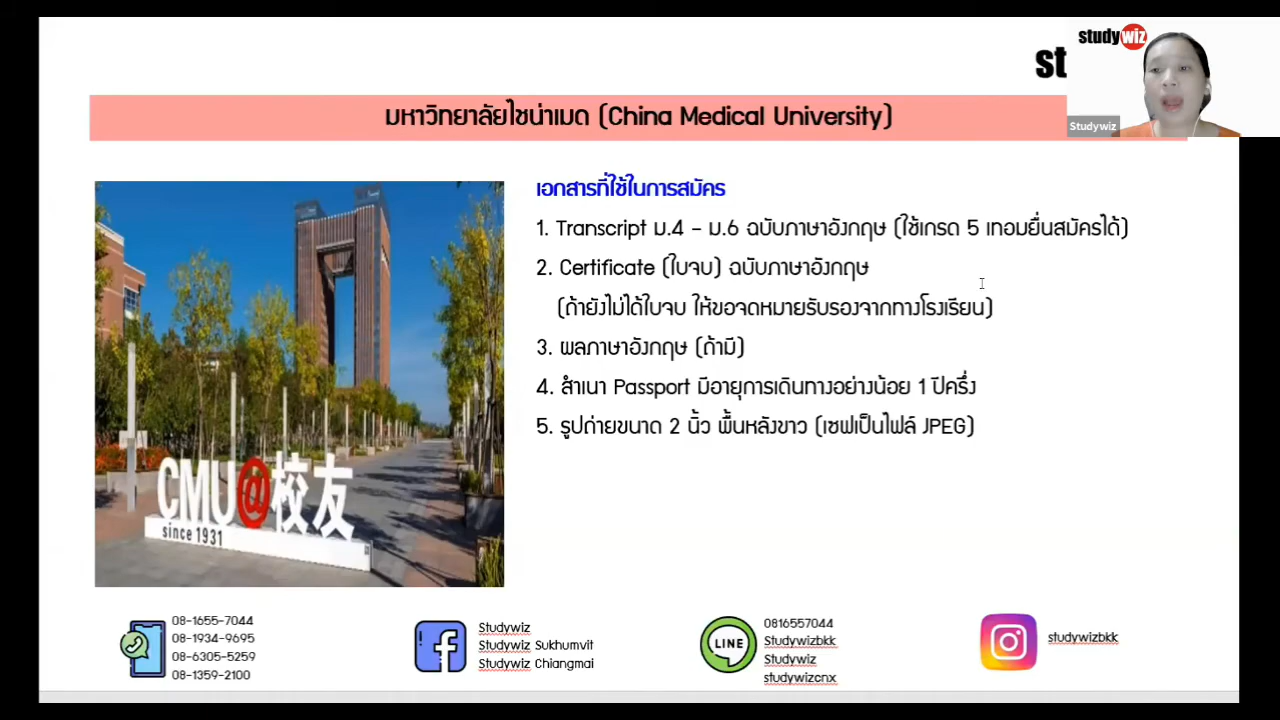 studywiz
st
Studywiz
มหาวิทยาลัยไชน่าเมด (China Medical University)
เอกสารที่ใช้ในการสมัคร
1. Transcript ม.4 - ม.6 ฉบับภาษาอังกฤษ (ใช้เกรด 5 เทอมยื่นสมัครได้)
2. Certificate (ใบจบ) ฉบับภาษาอังกฤษ
(ถ้ายังไม่ได้ใบจบ ให้ขอจดหมายรับรองจากทางโรงเรียน)
3. ผลภาษาอังกฤษ (ถ้ามี)
4. สำเนา Passport มีอายุการเดินทางอย่างน้อย 1 ปีครึ่ง
5. รูปถ่ายขนาด 2 นิ้ว พื้นหลังขาว (เซฟเป็นไฟล์ JPEG)
CMU@校友
since 1931
08-1655-7044
08-1934-9695
08-6305-5259
08-1359-2100
Studywiz
Studywiz Sukhumvit
Studywiz Chiangmai
LINE
0816557044
Studywizbkk
Studywiz
studywizcnx
studywizbkk